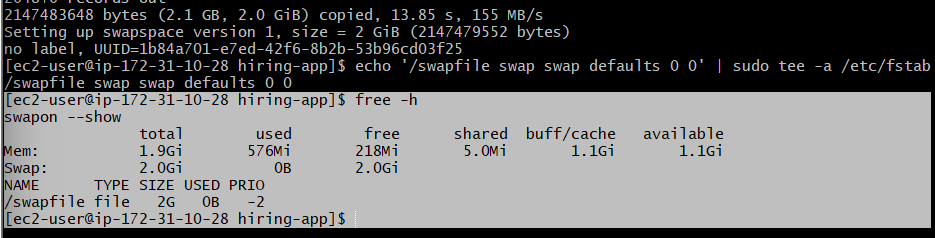 2147483648 bytes (2.1 GB, 2.0 GiB) copied, 13.85 s, 155 MB/s
Setting up swapspace version 1, size = 2 GiB (2147479552 bytes)
no label, UUID=1b84a701-e7ed-42f6-8b2b-53b96cd03f25
[ec2-user@ip-172-31-10-28 hiring-app]$ echo '/swapfile swap swap defaults 0 0' | sudo tee -a /etc/fstab
/swapfile swap swap defaults 0 0
[ec2-user@ip-172-31-10-28 hiring-app]$ free -h
swapon --show
               total        used        free      shared  buff/cache   available
Mem:           1.9Gi       576Mi       218Mi       5.0Mi       1.1Gi       1.1Gi
Swap:          2.0Gi          0B       2.0Gi
NAME      TYPE SIZE USED PRIO
/swapfile file   2G   0B   -2
[ec2-user@ip-172-31-10-28 hiring-app]$